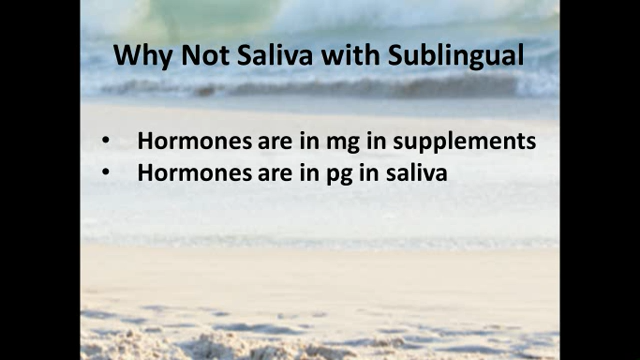 Why Not Saliva with Sublingual
• Hormones are in mg in supplements
• Hormones are in pg in saliva